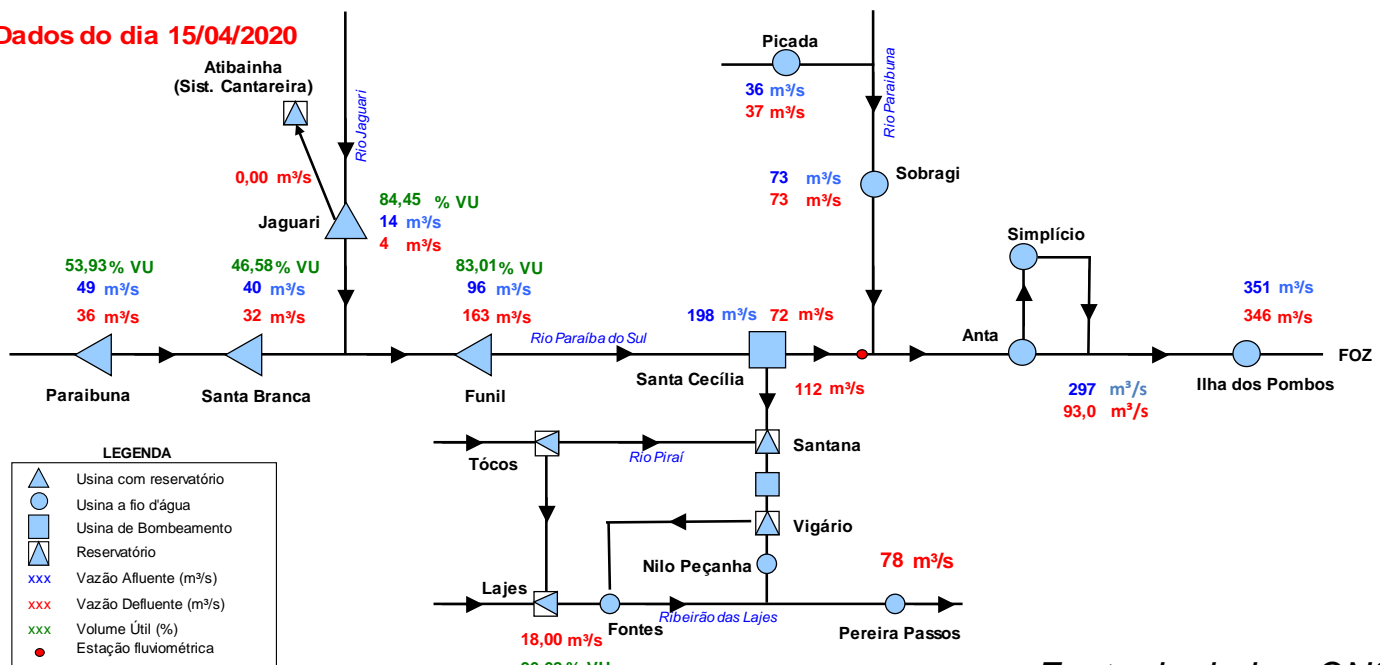 Dados do dia 15/04/2020
Atibainha
(Sist. Cantareira)
Rio Jaguari
0,00 m³/s
Jaguari
84,45 % VU
14 m³/s
4 m³/s
Picada
36 m³/s
37 m³/s
Rio Paraibuna
73 m³/s
73 m³/s
Sobragi
53,93% VU
49 m³/s
36 m³/s
Paraibuna
46,58% VU
40 m³/s
32 m³/s
Santa Branca
83,01% VU
96 m³/s
163 m³/s
Funil
Rio Paraíba do Sul
198 m³/s 72 m³/s
Santa Cecília
112 m³/s
Simplício
Anta
297 m³/s
93,0 m³/s
351 m³/s
346 m³/s
Ilha dos Pombos
FOZ
Tócos
Rio Piraí
Santana
Vigário
Nilo Peçanha
78 m³/s
Lajes
18,00 m³/s
Fontes
Ribeirão das Lajes
Pereira Passos
LEGENDA
Usina com reservatório
Usina a fio d'água
Usina de Bombeamento
Reservatório
xxx Vazão Afluente (m³/s)
xxx Vazão Defluente (m³/s)
xxx Volume Útil (%)
Estação fluviométrica
% VU